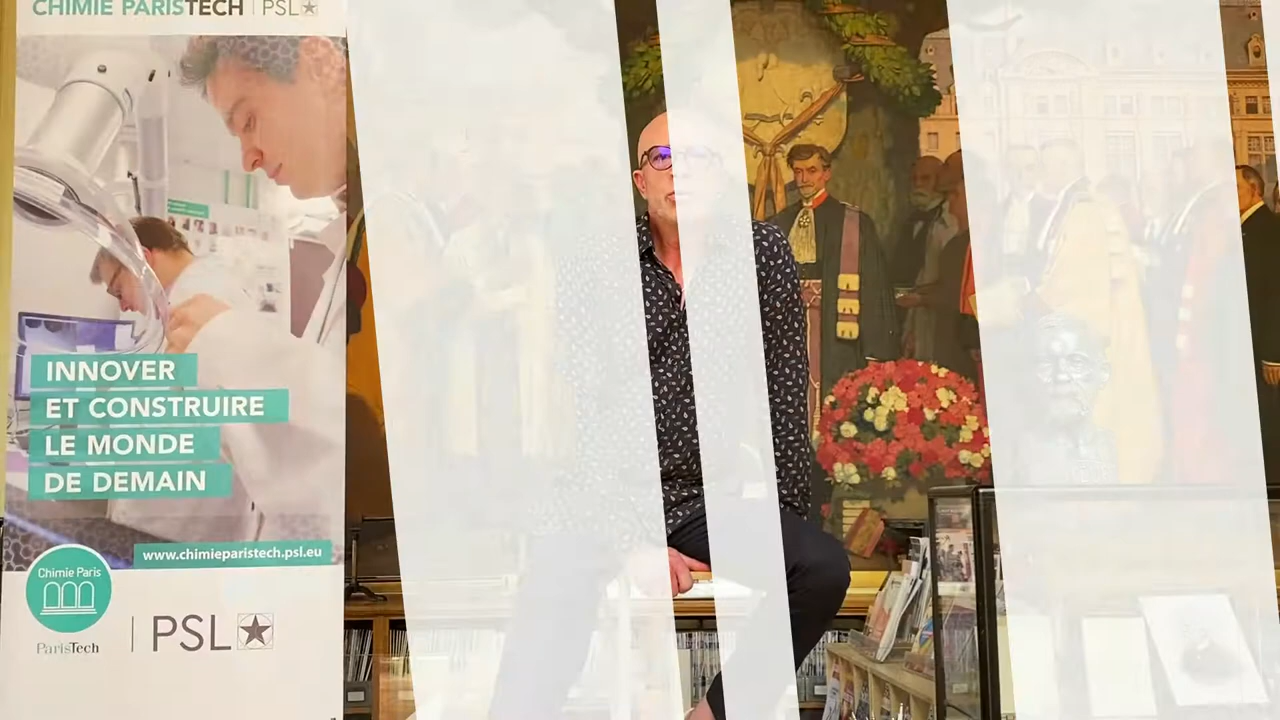 CHIMIE PARISTECH | PSL
INNOVER
ET CONSTRUIRE
LE MONDE
DE DEMAIN
www.chimieparistech.psl.eu
Chimie Paris
ParisTech
PSL